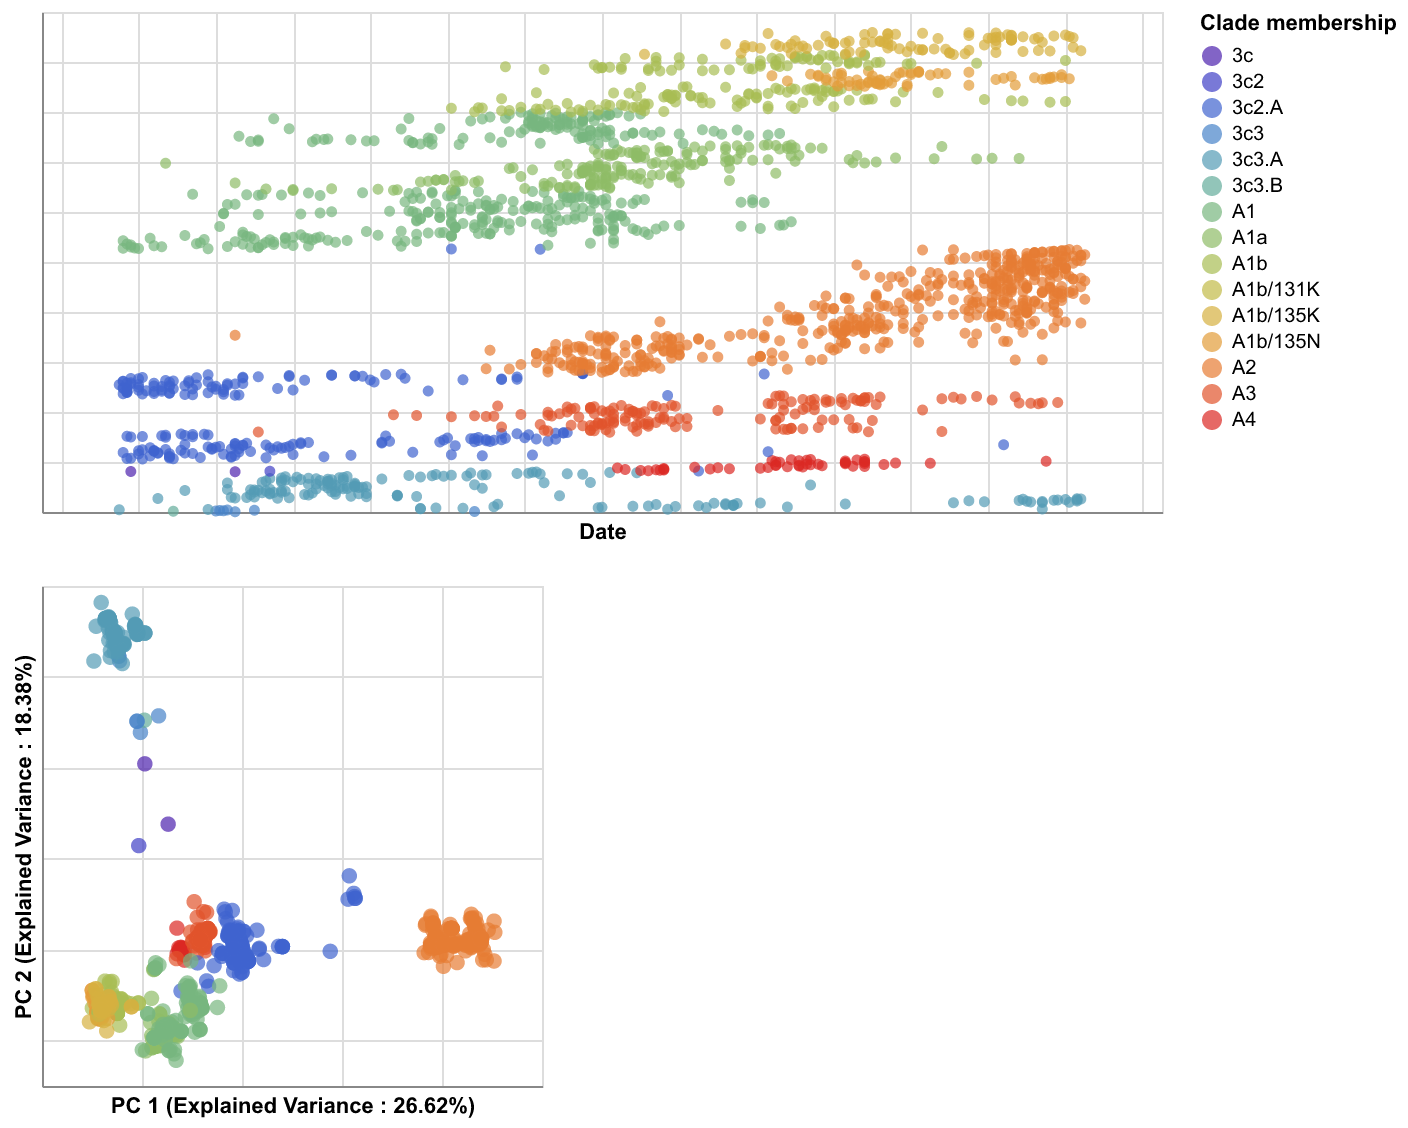 Clade membership
3c
3c2
3c2.A
3c3
3c3.A
3c3.B
A1
A1a
A1b
A1b/131K
A1b/135K
A1b/135N
A2
A3
A4
Date
PC 2 (Explained Variance : 18.38%)
PC 1 (Explained Variance : 26.62%)